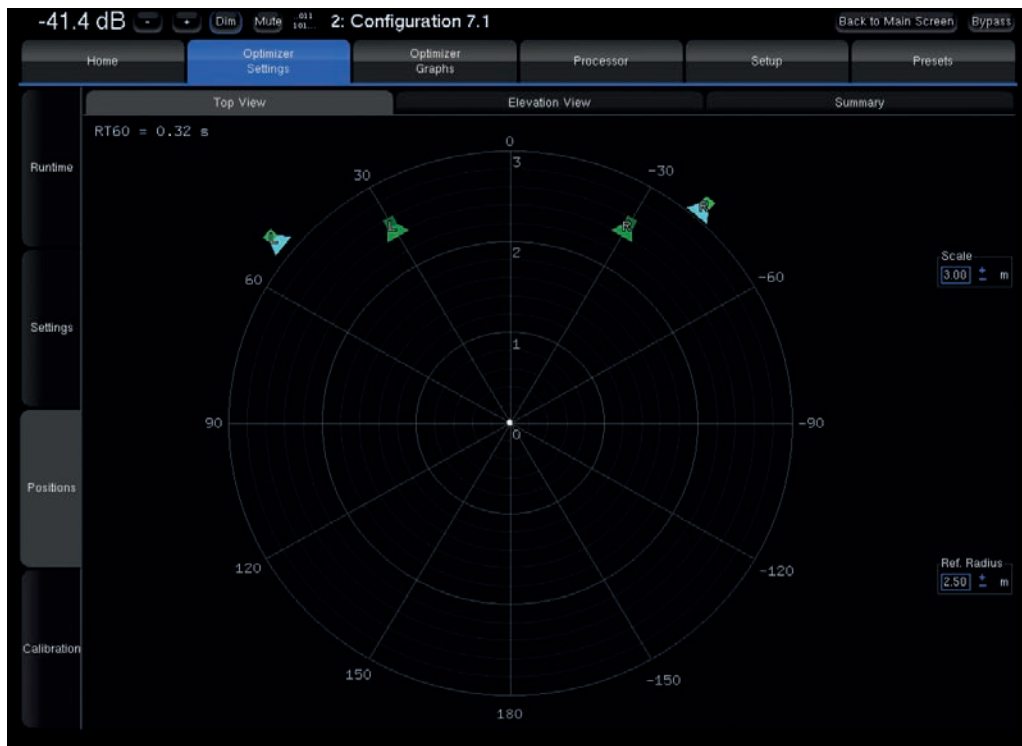 -41.4 dB - + Dim Mute ..011 101... 2: Configuration 7.1 Back to Main Screen Bypass
Home Optimizer Settings Optimizer Graphs Processor Setup Presets
Top View Elevation View Summary
RT60 = 0.32 s
Runtime
Settings
Positions
Calibration
0
3
30
-30
L
L
R
R
2
60
-60
1
90
0
-90
120
-120
150
-150
180
Scale
3.00 ± m
Ref. Radius
2.50 ± m